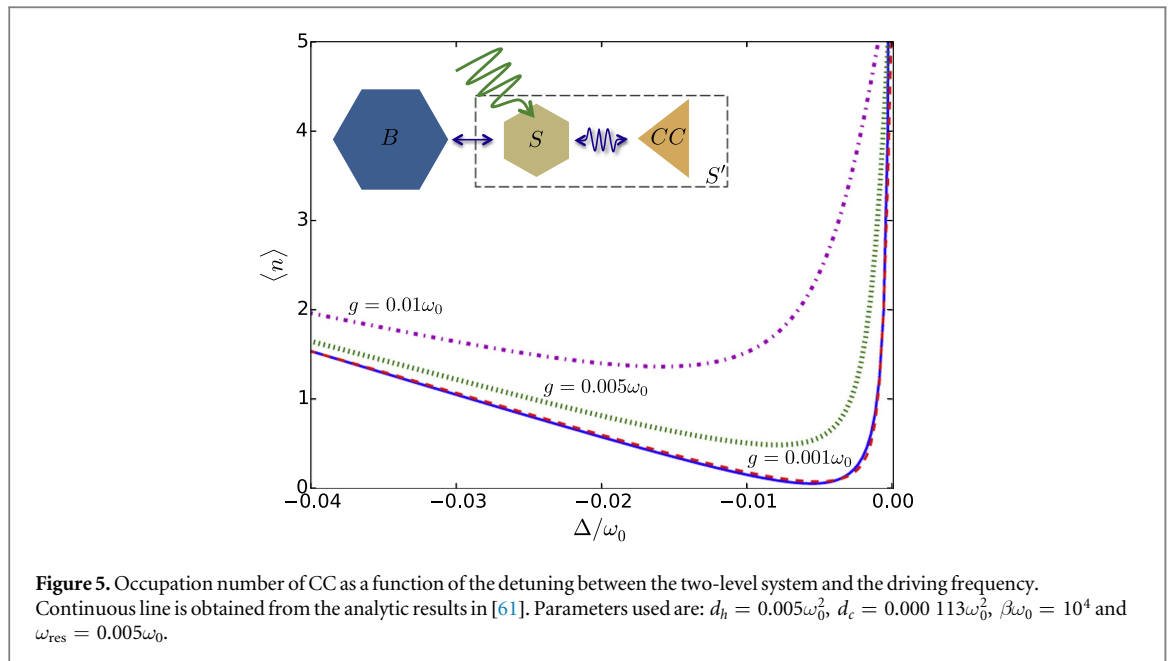 5
4
3
2
1
0
⟨n⟩
B
S
CC
S′
g = 0.01ω₀
g = 0.005ω₀
g = 0.001ω₀
−0.04 −0.03 −0.02 −0.01 0.00
Δ/ω₀
Figure 5. Occupation number of CC as a function of the detuning between the two-level system and the driving frequency.
Continuous line is obtained from the analytic results in [61]. Parameters used are: d_h = 0.005ω₀², d_c = 0.000 113ω₀², βω₀ = 10⁴ and
ω_res = 0.005ω₀.